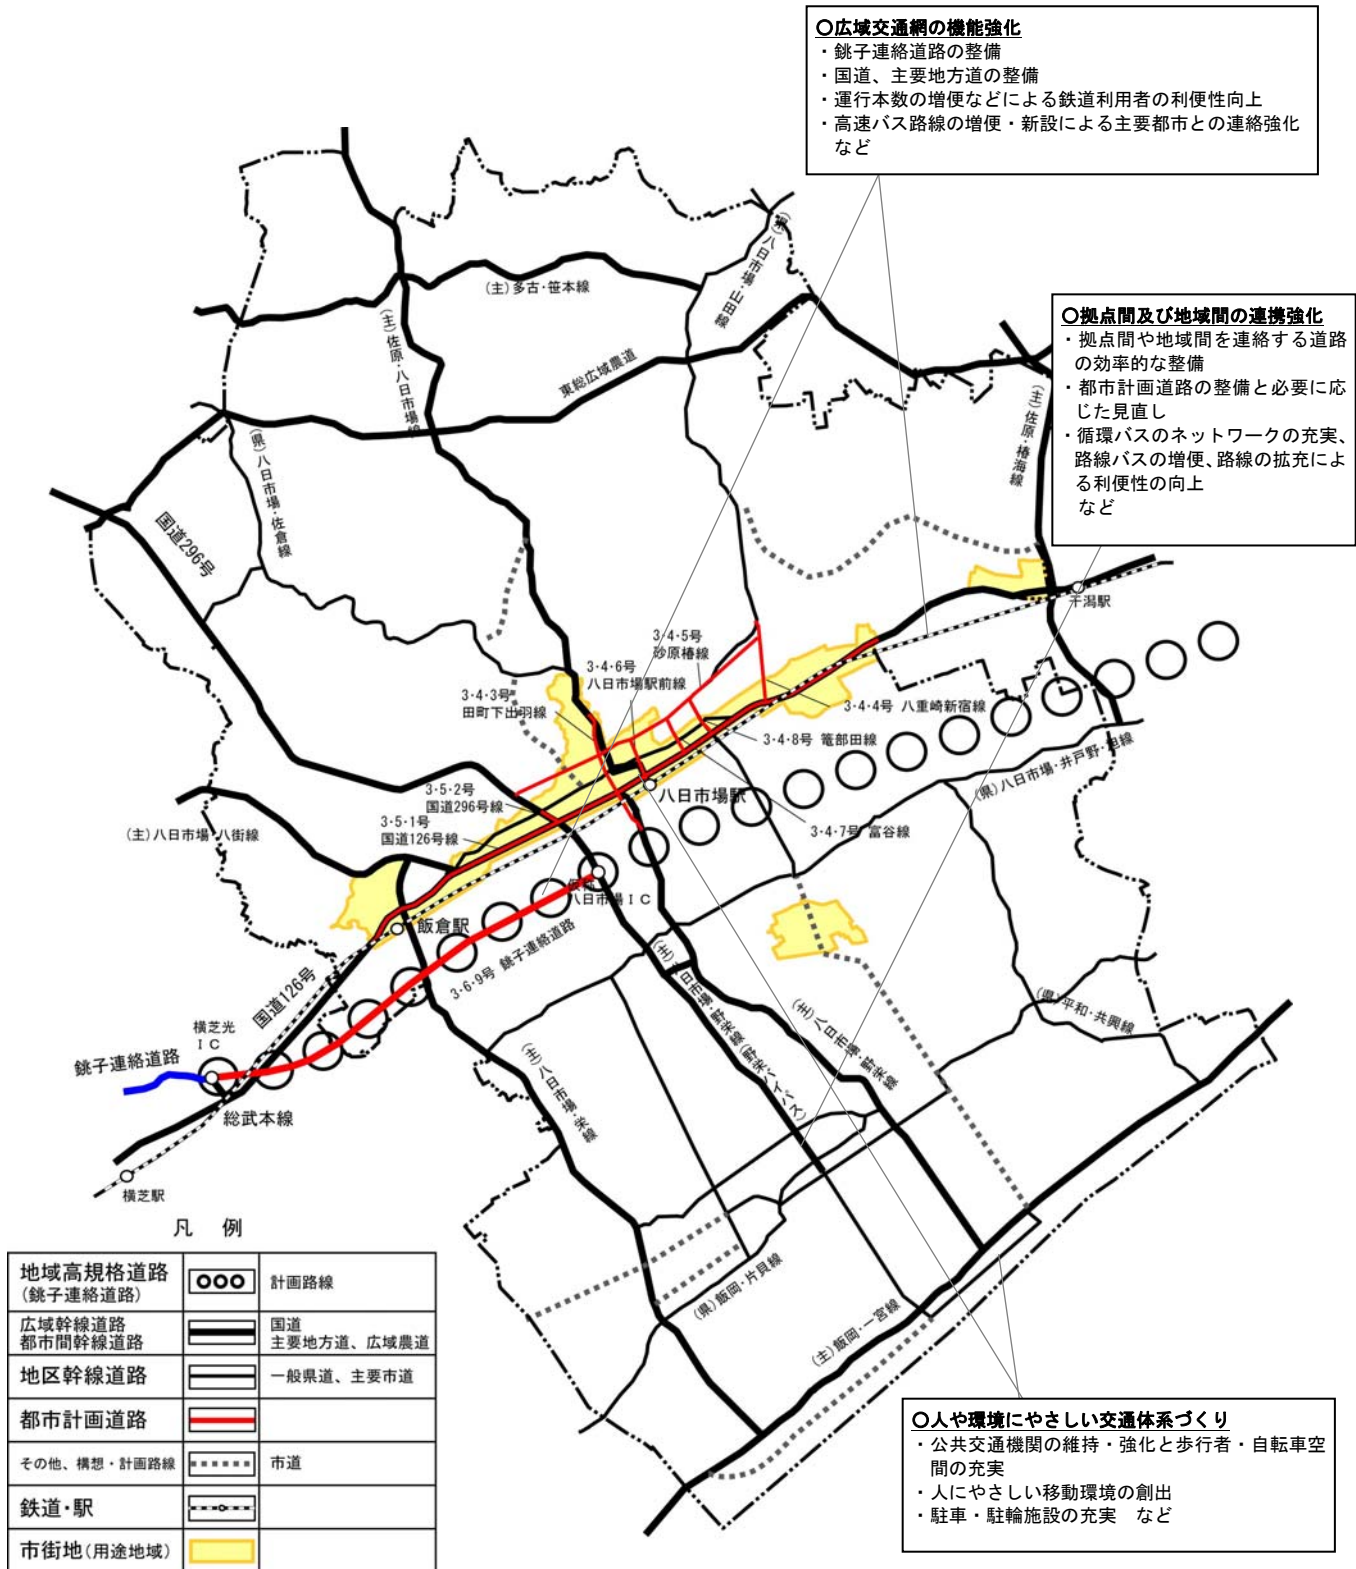 ○広域交通網の機能強化
・銚子連絡道路の整備
・国道、主要地方道の整備
・運行本数の増便などによる鉄道利用者の利便性向上
・高速バス路線の増便・新設による主要都市との連絡強化
など
○拠点間及び地域間の連携強化
・拠点間や地域間を連絡する道路
の効率的な整備
・都市計画道路の整備と必要に応
じた見直し
・循環バスのネットワークの充実、
路線バスの増便、路線の拡充によ
る利便性の向上
など
(県)八日市場・山田線
(主)多古・笹本線
(主)佐原・八日市場線
東総広域農道
(主)佐原・椿海線
(県)八日市場・佐倉線
国道296号
干潟駅
3・4・5号
砂原椿線
3・4・6号
八日市場駅前線
3・4・3号
田町下出羽線
3・4・4号 八重崎新宿線
3・4・8号 篭部田線
(県)八日市場・井戸野・旭線
八日市場駅
3・5・2号
国道296号線
3・5・1号
国道126号線
3・4・7号 富谷線
(主)八日市場・八街線
八日市場IC
飯倉駅
3・6・9号 銚子連絡道路
国道126号
(主)八日市場・野栄線(野栄バイパス)
(主)八日市場・野栄線
(県)平和・共興線
横芝光
IC
銚子連絡道路
総武本線
(主)八日市場・栄線
横芝駅
(県)飯岡・片貝線
(主)飯岡・一宮線
凡 例
地域高規格道路
(銚子連絡道路)
計画路線
広域幹線道路
都市間幹線道路
国道
主要地方道、広域農道
地区幹線道路
一般県道、主要市道
都市計画道路
その他、構想・計画路線
市道
鉄道・駅
市街地(用途地域)
○人や環境にやさしい交通体系づくり
・公共交通機関の維持・強化と歩行者・自転車空
間の充実
・人にやさしい移動環境の創出
・駐車・駐輪施設の充実 など